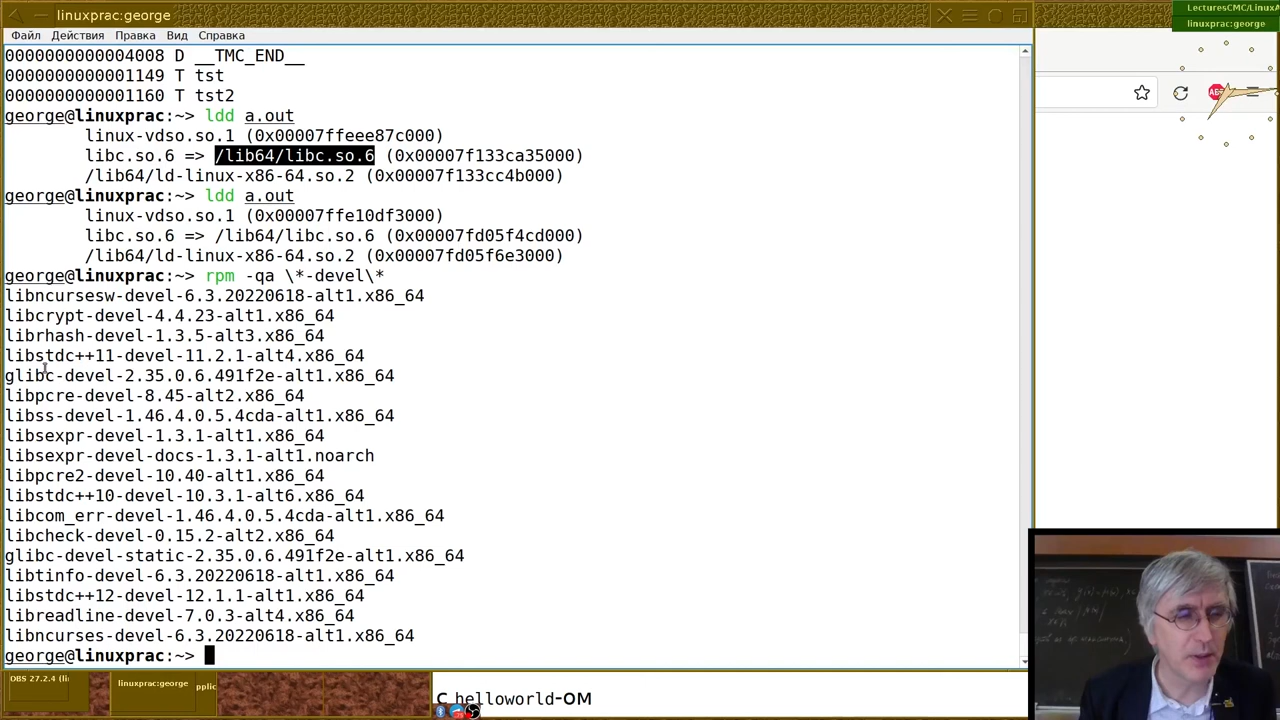 linuxprac:george
LecturesCMC/LinuxA
linuxprac:george
Файл Действия Правка Вид Справка
0000000000004008 D __TMC_END__
0000000000001149 T tst
0000000000001160 T tst2
george@linuxprac:~> ldd a.out
linux-vdso.so.1 (0x00007ffeee87c000)
libc.so.6 => /lib64/libc.so.6 (0x00007f133ca35000)
/lib64/ld-linux-x86-64.so.2 (0x00007f133cc4b000)
george@linuxprac:~> ldd a.out
linux-vdso.so.1 (0x00007ffe10df3000)
libc.so.6 => /lib64/libc.so.6 (0x00007fd05f4cd000)
/lib64/ld-linux-x86-64.so.2 (0x00007fd05f6e3000)
george@linuxprac:~> rpm -qa \*-devel\*
libncursesw-devel-6.3.20220618-alt1.x86_64
libcrypt-devel-4.4.23-alt1.x86_64
librhash-devel-1.3.5-alt3.x86_64
libstdc++11-devel-11.2.1-alt4.x86_64
glibc-devel-2.35.0.6.491f2e-alt1.x86_64
libpcre-devel-8.45-alt2.x86_64
libss-devel-1.46.4.0.5.4cda-alt1.x86_64
libsexpr-devel-1.3.1-alt1.x86_64
libsexpr-devel-docs-1.3.1-alt1.noarch
libpcre2-devel-10.40-alt1.x86_64
libstdc++10-devel-10.3.1-alt6.x86_64
libcom_err-devel-1.46.4.0.5.4cda-alt1.x86_64
libcheck-devel-0.15.2-alt2.x86_64
glibc-devel-static-2.35.0.6.491f2e-alt1.x86_64
libtinfo-devel-6.3.20220618-alt1.x86_64
libstdc++12-devel-12.1.1-alt1.x86_64
libreadline-devel-7.0.3-alt4.x86_64
libncurses-devel-6.3.20220618-alt1.x86_64
george@linuxprac:~>
OBS 27.2.4 (li
linuxprac:george
pplic
C helloworld-OM